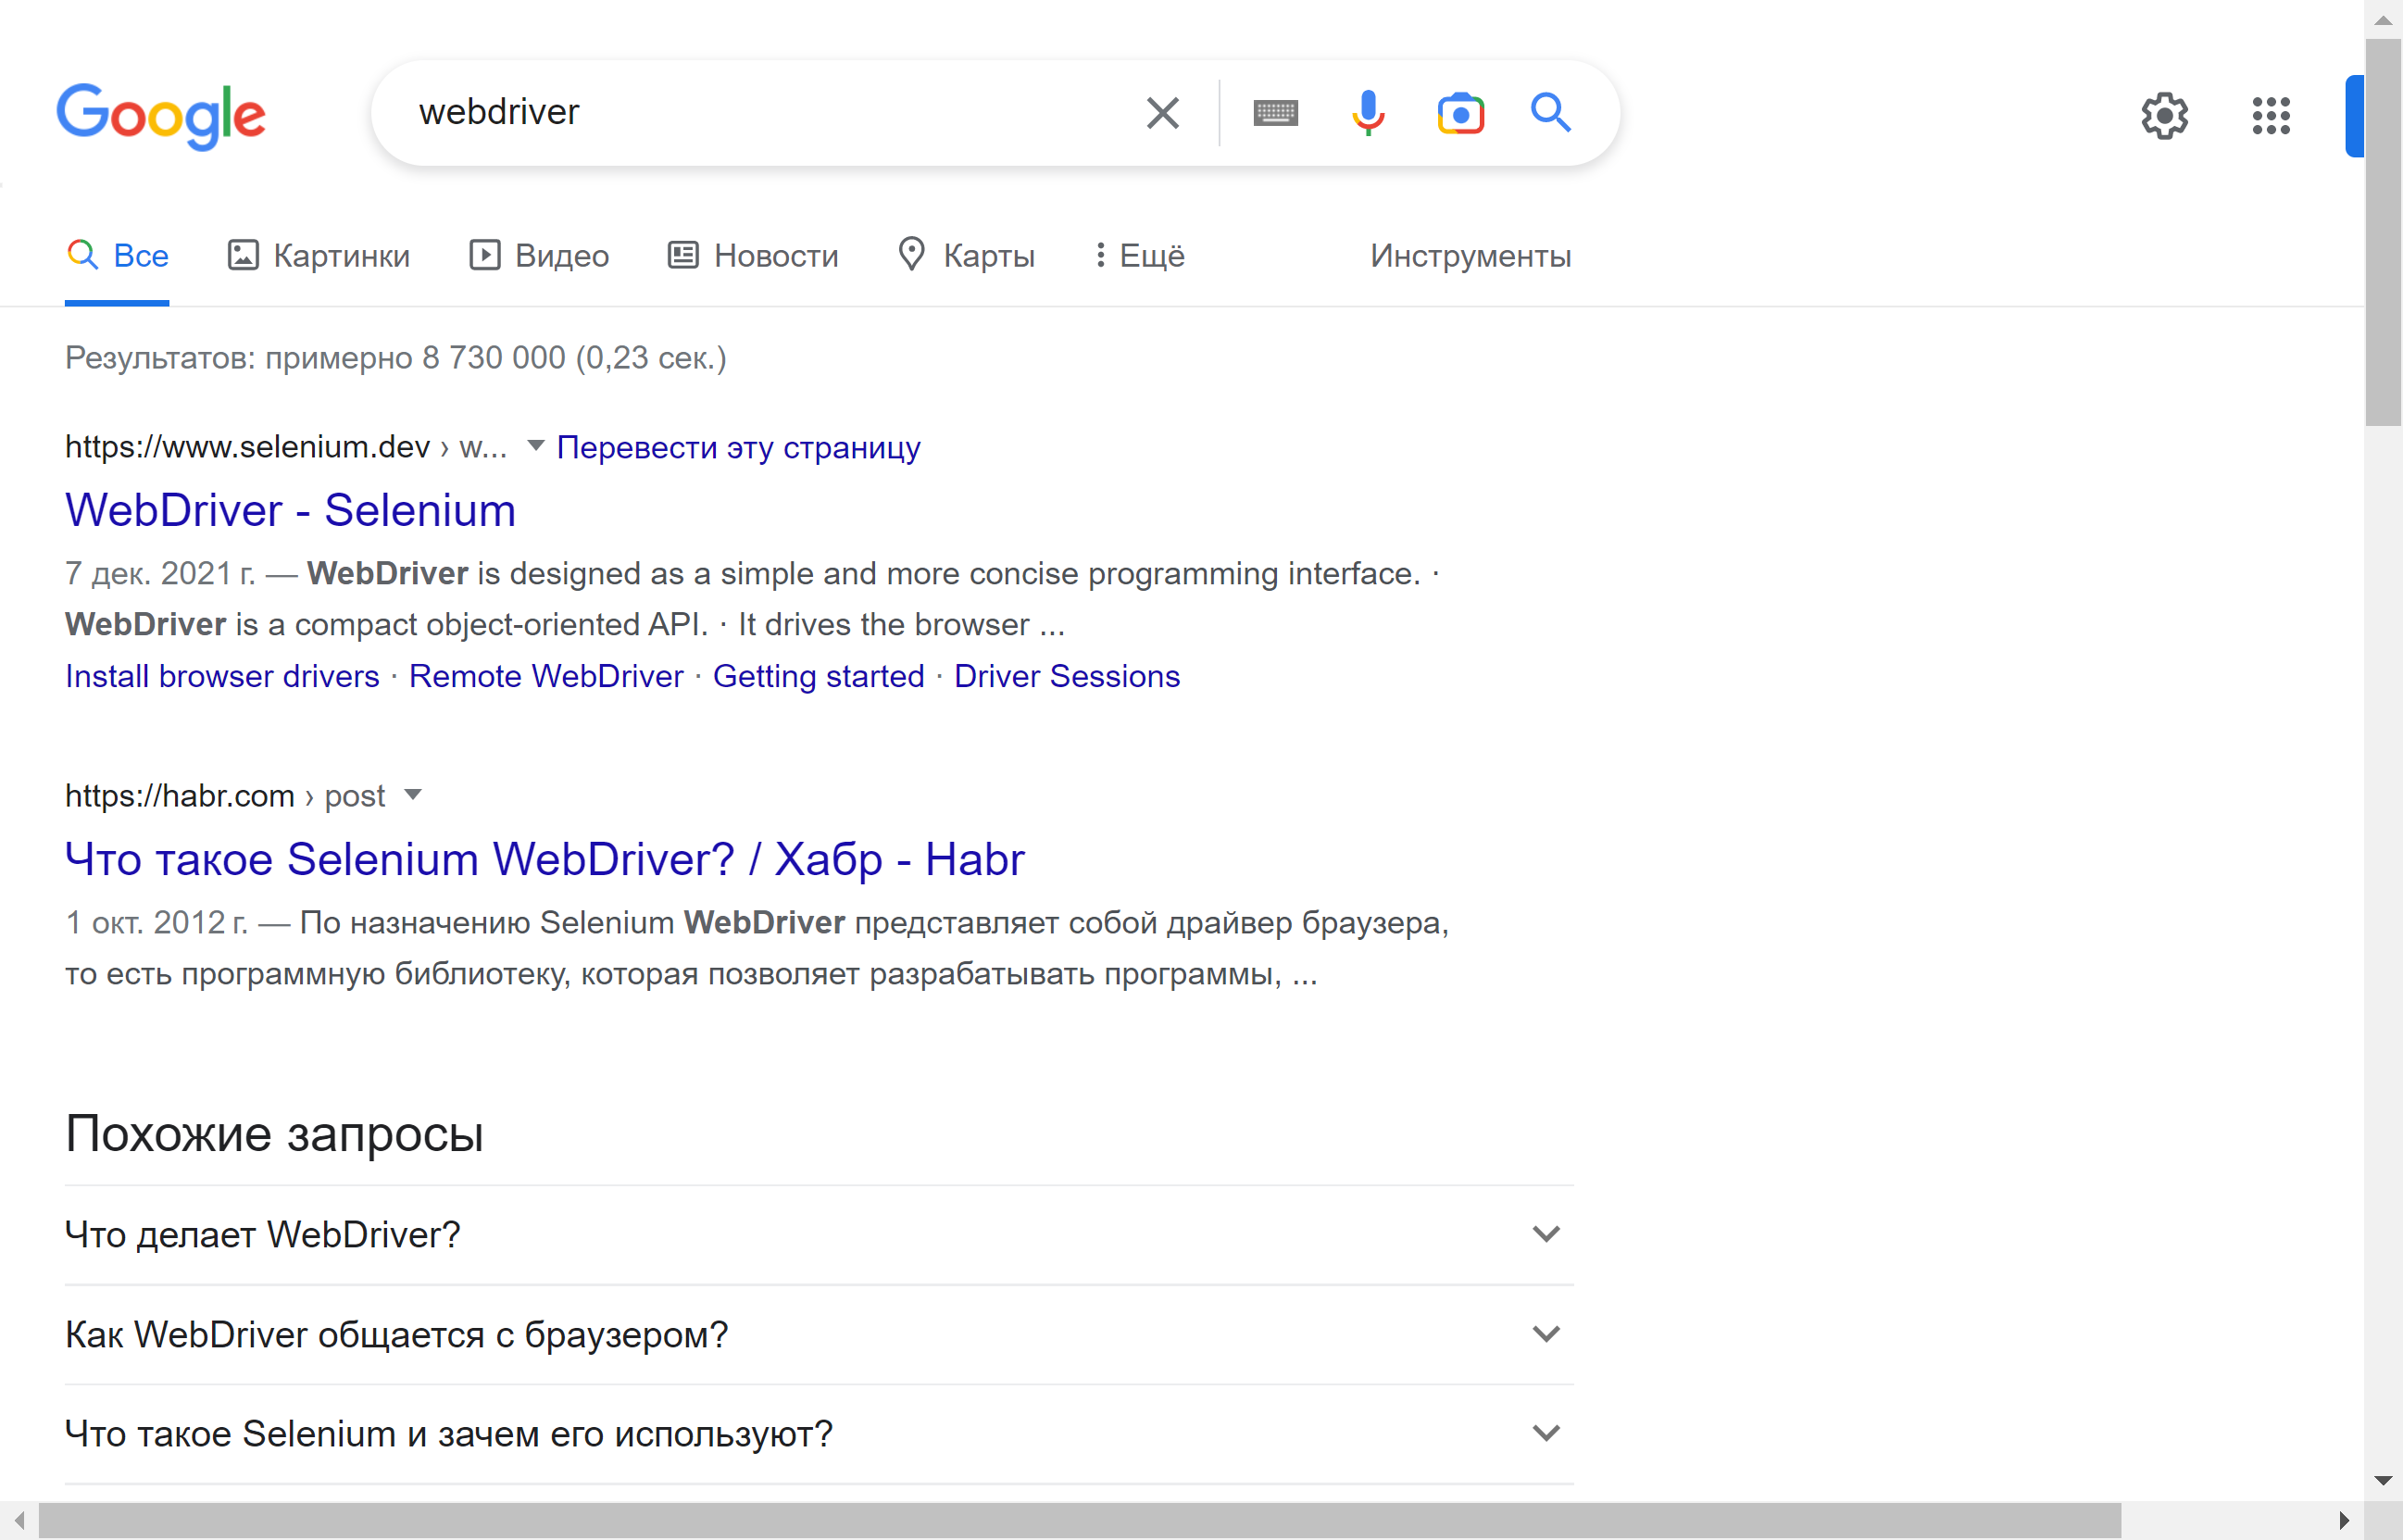 Google
webdriver
Все Картинки Видео Новости Карты Ещё Инструменты
Результатов: примерно 8 730 000 (0,23 сек.)
https://www.selenium.dev › w... Перевести эту страницу
WebDriver - Selenium
7 дек. 2021 г. — WebDriver is designed as a simple and more concise programming interface. ·
WebDriver is a compact object-oriented API. · It drives the browser ...
Install browser drivers · Remote WebDriver · Getting started · Driver Sessions
https://habr.com › post
Что такое Selenium WebDriver? / Хабр - Habr
1 окт. 2012 г. — По назначению Selenium WebDriver представляет собой драйвер браузера,
то есть программную библиотеку, которая позволяет разрабатывать программы, ...
Похожие запросы
Что делает WebDriver?
Как WebDriver общается с браузером?
Что такое Selenium и зачем его используют?